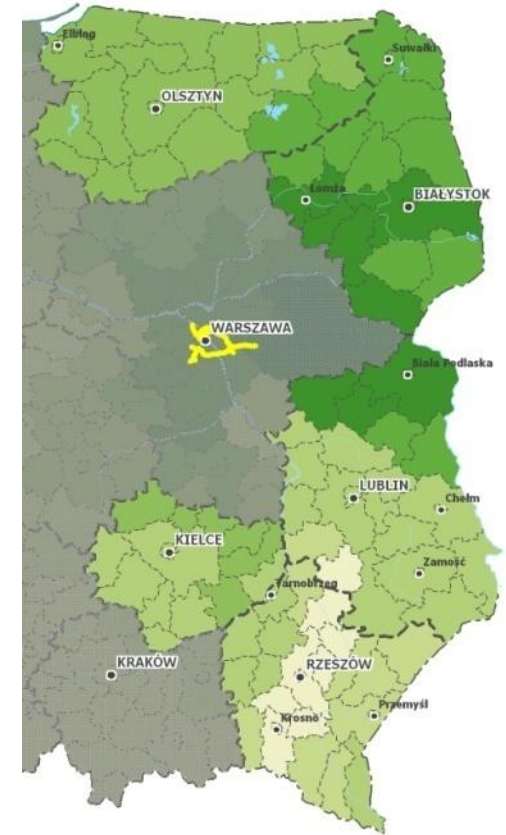 Elbląg
Suwałki
OLSZTYN
Łomża
BIAŁYSTOK
WARSZAWA
Biała Podlaska
LUBLIN
Chełm
KIELCE
Zamość
Tarnobrzeg
KRAKÓW
RZESZÓW
Przemyśl
Krosno